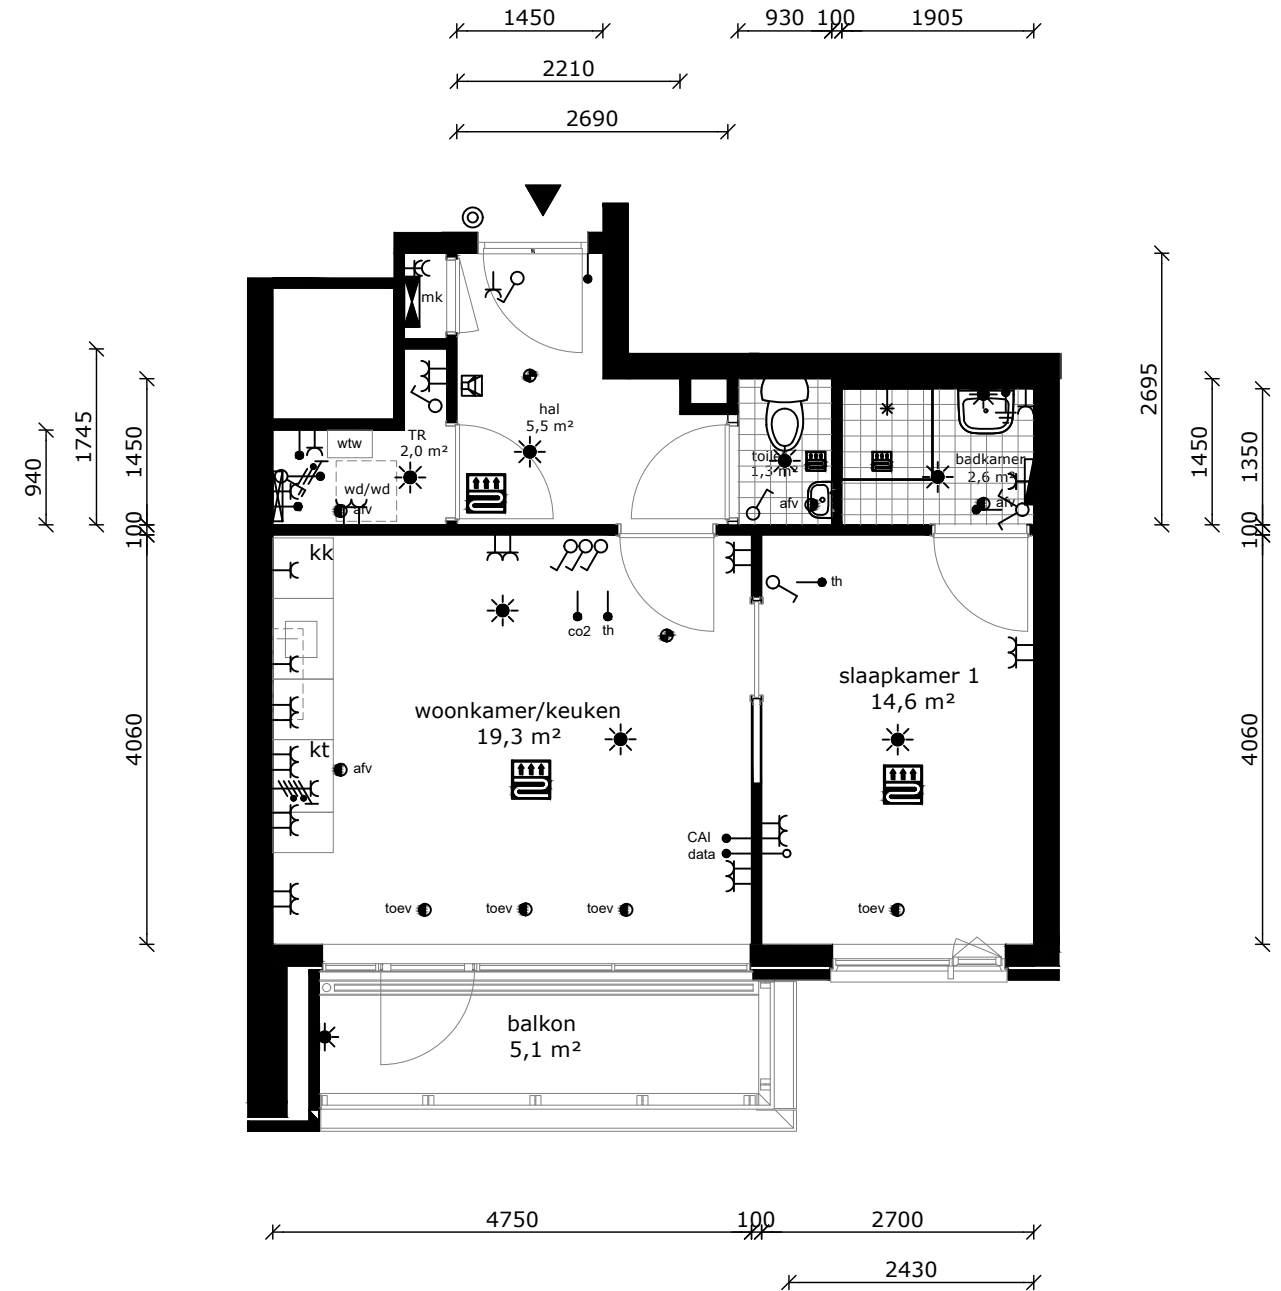 1450
930 100 1905
2210
2690
mk
hal
5,5 m²
TR
2,0 m²
wtw
wd/wd
afv
toilet
1,3 m²
afv
badkamer
2,6 m²
afv
2695
1745
1450
940
100
4060
1450
1350
100
4060
kk
co2
th
th
slaapkamer 1
14,6 m²
woonkamer/keuken
19,3 m²
kt
afv
CAI
data
toev
toev
toev
toev
balkon
5,1 m²
4750 100 2700
2430